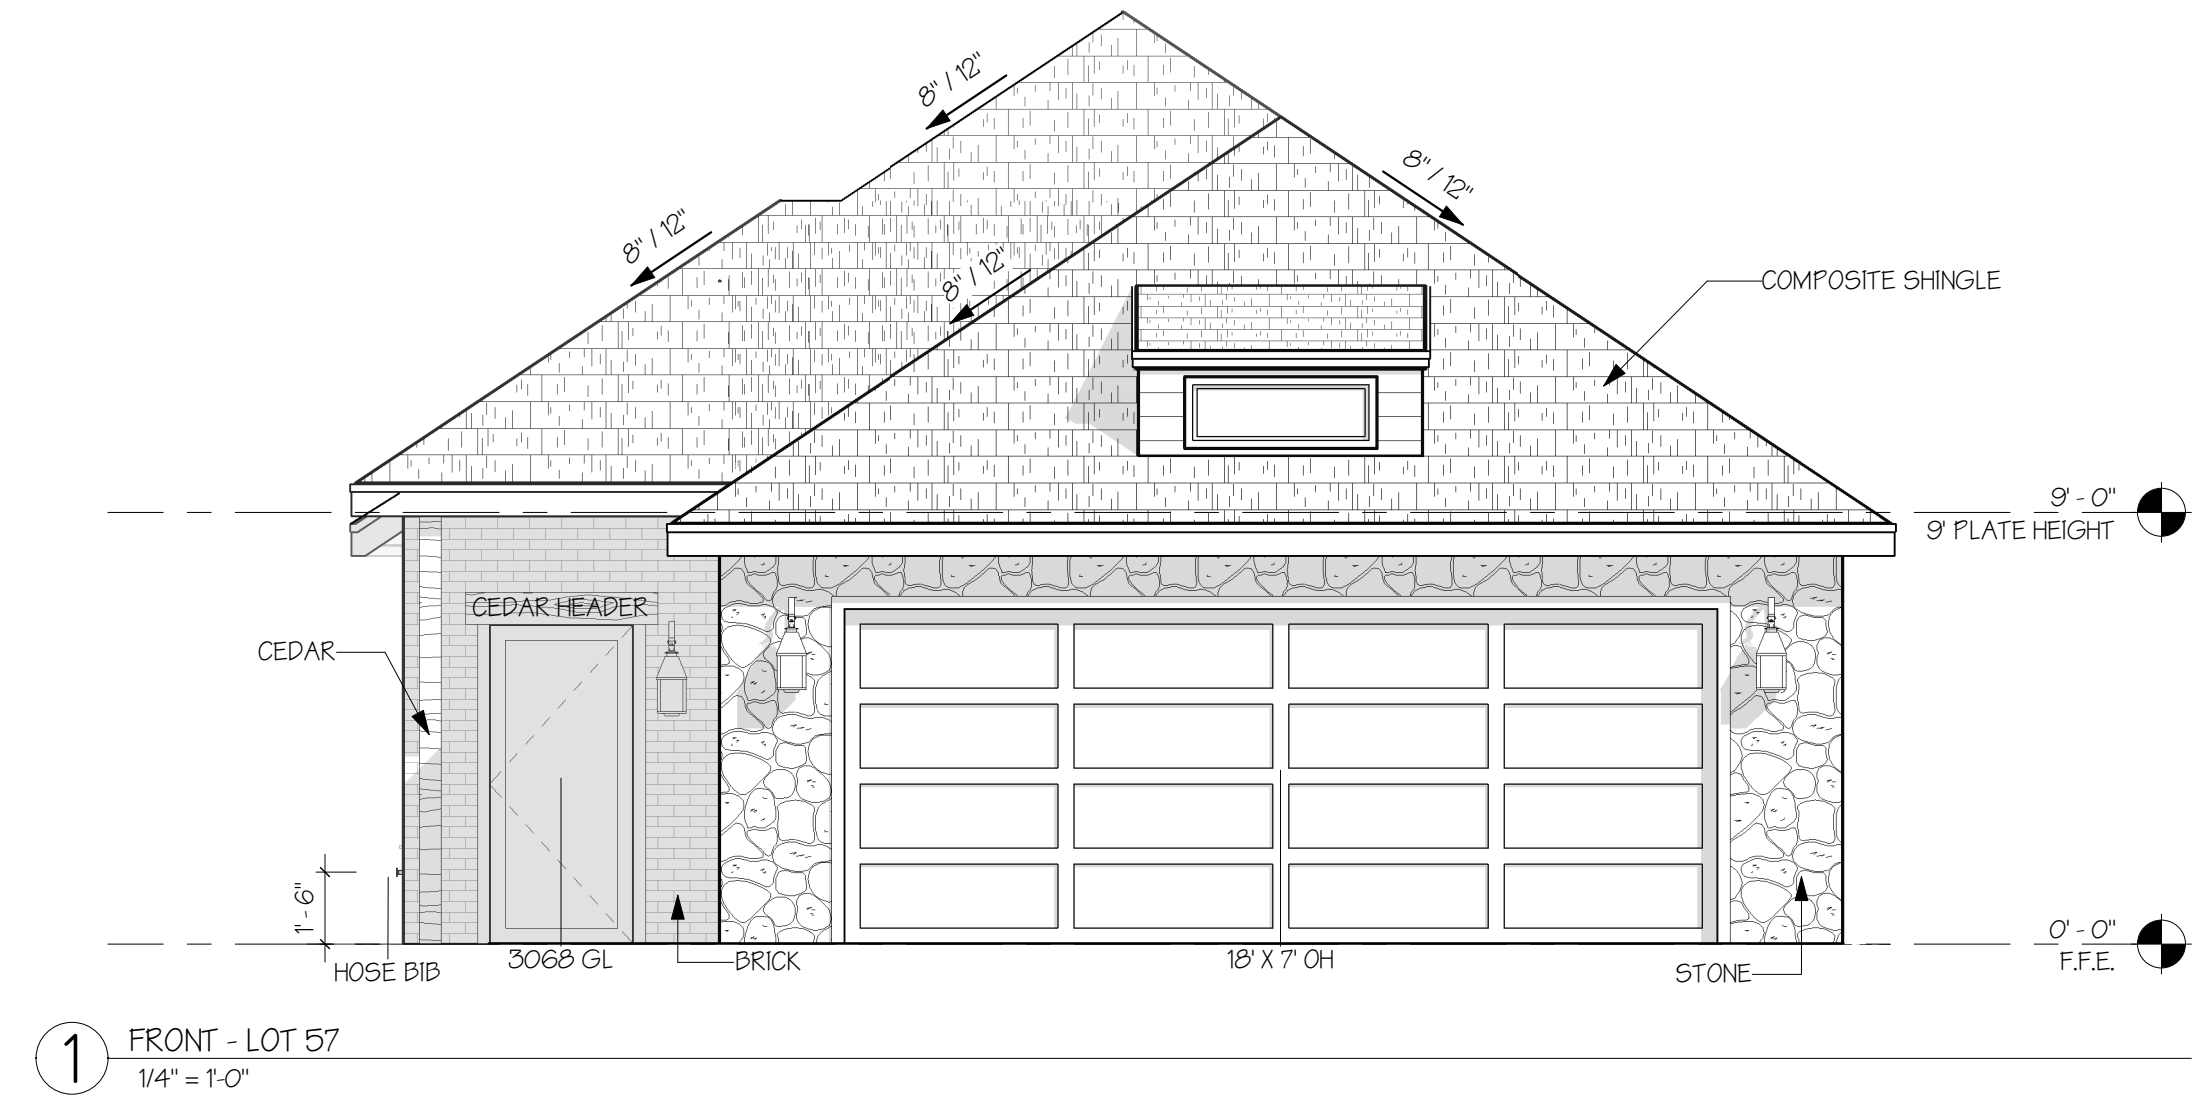 8" / 12"
8" / 12"
8" / 12"
8" / 12"
COMPOSITE SHINGLE
9' - 0"
9' PLATE HEIGHT
CEDAR HEADER
CEDAR
1' - 6"
0' - 0"
F.F.E.
HOSE BIB
3068 GL
BRICK
18' X 7' OH
STONE
1
FRONT - LOT 57
1/4" = 1'-0"